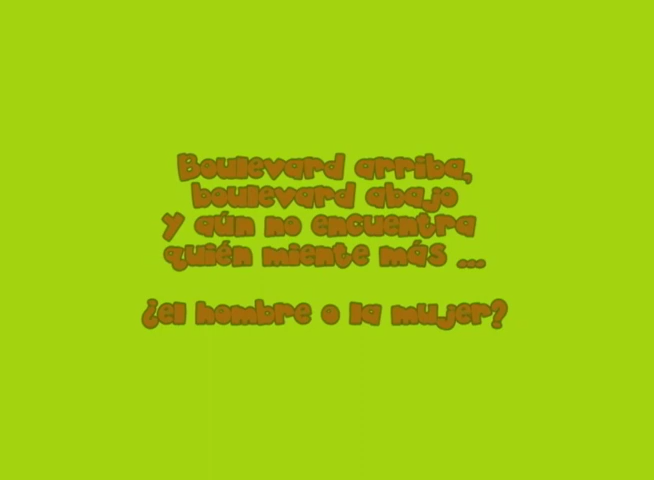 Boulevard arriba,
boulevard abajo
y aún no encuentra
quién miente más ...
¿el hombre o la mujer?